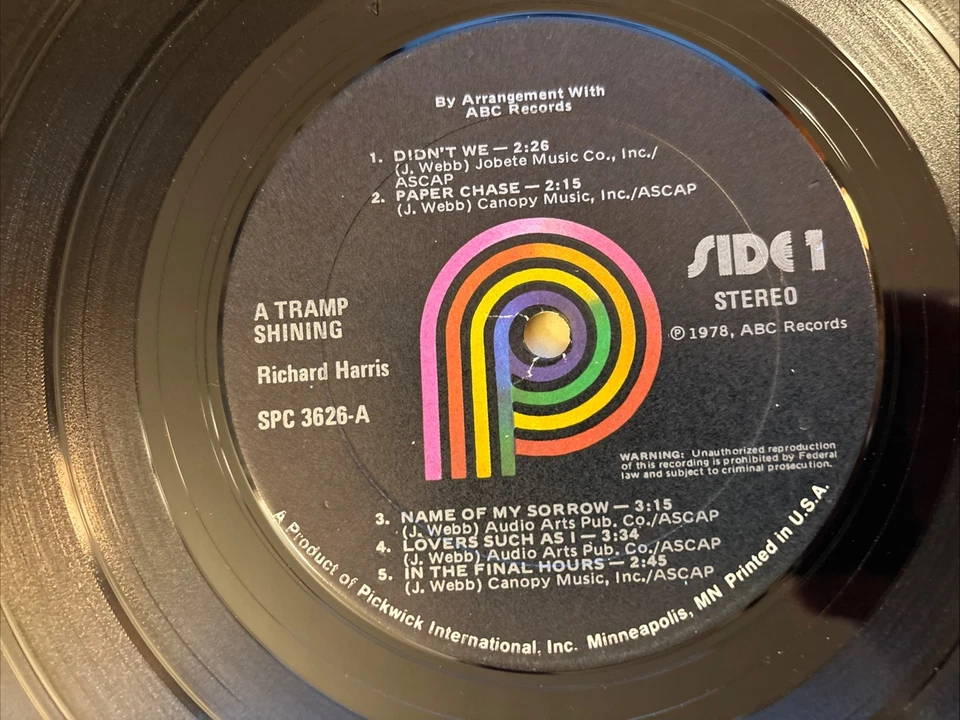 By Arrangement With
ABC Records
1. DIDN'T WE — 2:26
(J. Webb) Jobete Music Co., Inc./
ASCAP
2. PAPER CHASE — 2:15
(J. Webb) Canopy Music, Inc./ASCAP
SIDE 1
STEREO
℗ 1978, ABC Records
A TRAMP
SHINING
Richard Harris
SPC 3626-A
WARNING: Unauthorized reproduction
of this recording is prohibited by Federal
law and subject to criminal prosecution.
3. NAME OF MY SORROW — 3:15
(J. Webb) Audio Arts Pub. Co./ASCAP
4. LOVERS SUCH AS I — 3:34
(J. Webb) Audio Arts Pub. Co./ASCAP
5. IN THE FINAL HOURS — 2:45
(J. Webb) Canopy Music, Inc./ASCAP
A Product of Pickwick International, Inc. Minneapolis, MN Printed in U.S.A.